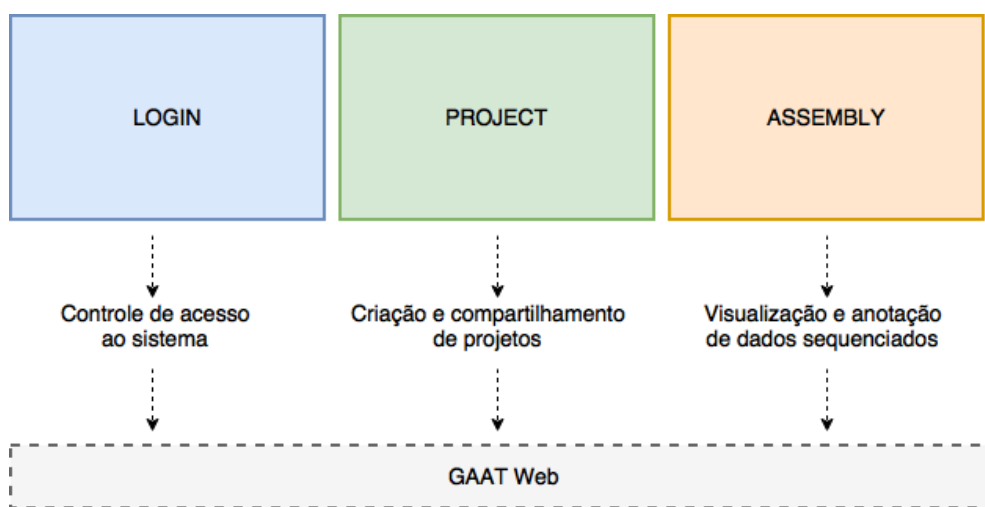 LOGIN
PROJECT
ASSEMBLY
Controle de acesso
ao sistema
Criação e compartilhamento
de projetos
Visualização e anotação
de dados sequenciados
GAAT Web